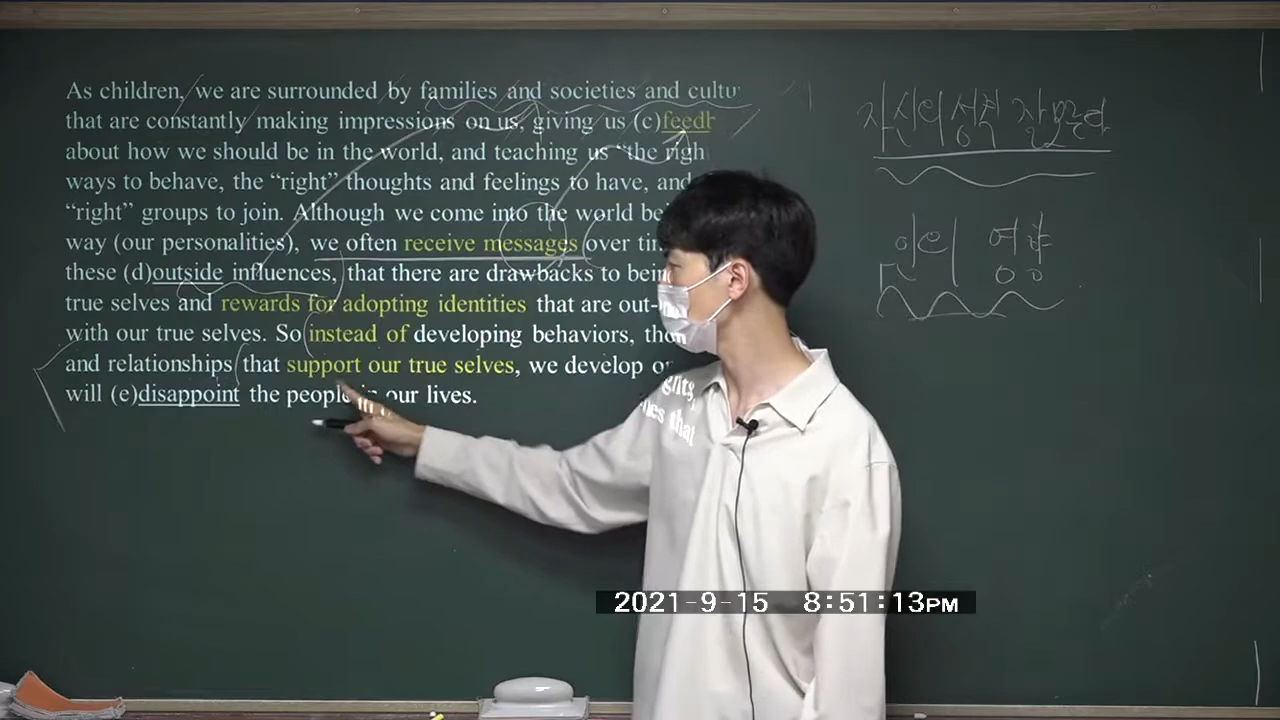 As children, we are surrounded by families and societies and cultu
that are constantly making impressions on us, giving us (c)feedb
about how we should be in the world, and teaching us “the righ
ways to behave, the “right” thoughts and feelings to have, and
“right” groups to join. Although we come into the world bei
way (our personalities), we often receive messages over tim
these (d)outside influences, that there are drawbacks to bein
true selves and rewards for adopting identities that are out-
with our true selves. So instead of developing behaviors, tho
ghts,
and relationships that support our true selves, we develop o
nes that
will (e)disappoint the people in our lives.
자신의 성격 잘 모른다
인의 영향
2021-9-15 8:51:13PM